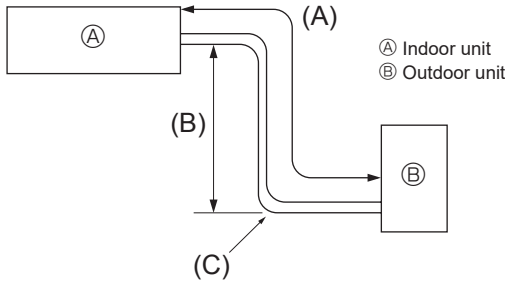 (A)
Ⓐ
Ⓐ Indoor unit
Ⓑ Outdoor unit
(B)
Ⓑ
(C)